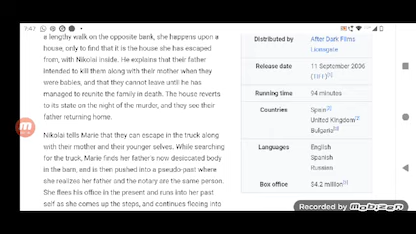 7:47
a lengthy walk on the opposite bank, she happens upon a
house, only to find that it is the house she has escaped
from, with Nikolai inside. He explains that their father
intended to kill them along with their mother when they
were babies, and that they cannot leave until he has
managed to reunite the family in death. The house reverts
to its state on the night of the murder, and they see their
father returning home.
Nikolai tells Marie that they can escape in the truck along
with their mother and their younger selves. While searching
for the truck, Marie finds her father's now desiccated body
in the barn, and is then pushed into a pseudo-past where
she realizes her father and the notary are the same person.
She flees his office in the present and runs into her past
self as she comes up the steps, and continues fleeing into
Distributed by After Dark Films
Lionsgate
Release date 11 September 2006
(TIFF)[1]
Running time 94 minutes
Countries Spain[2]
United Kingdom[2]
Bulgaria[2]
Languages English
Spanish
Russian
Box office $4.2 million[1]
Recorded by Mobizen